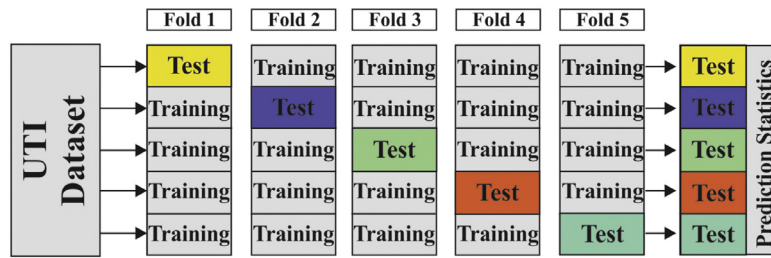 Fold 1 Fold 2 Fold 3 Fold 4 Fold 5
UTI
Dataset
Test Training Training Training Training Test
Training Test Training Training Training Test
Training Training Test Training Training Test
Training Training Training Test Training Test
Training Training Training Training Test Test
Prediction Statistics